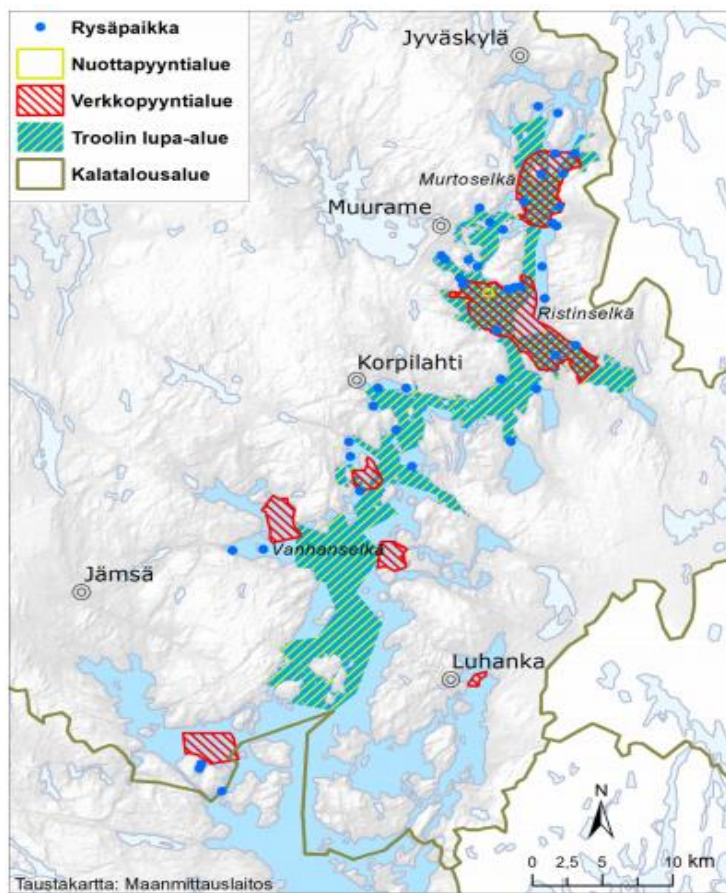 Rysäpaikka
Nuottapyyntialue
Verkkopyyntialue
Troolin lupa-alue
Kalatalousalue
Jyväskylä
Murtoselkä
Muurame
Ristinselkä
Korpilahti
Vanhanselkä
Jämsä
Luhanka
N
0 2,5 5 10 km
Taustakartta: Maanmittauslaitos